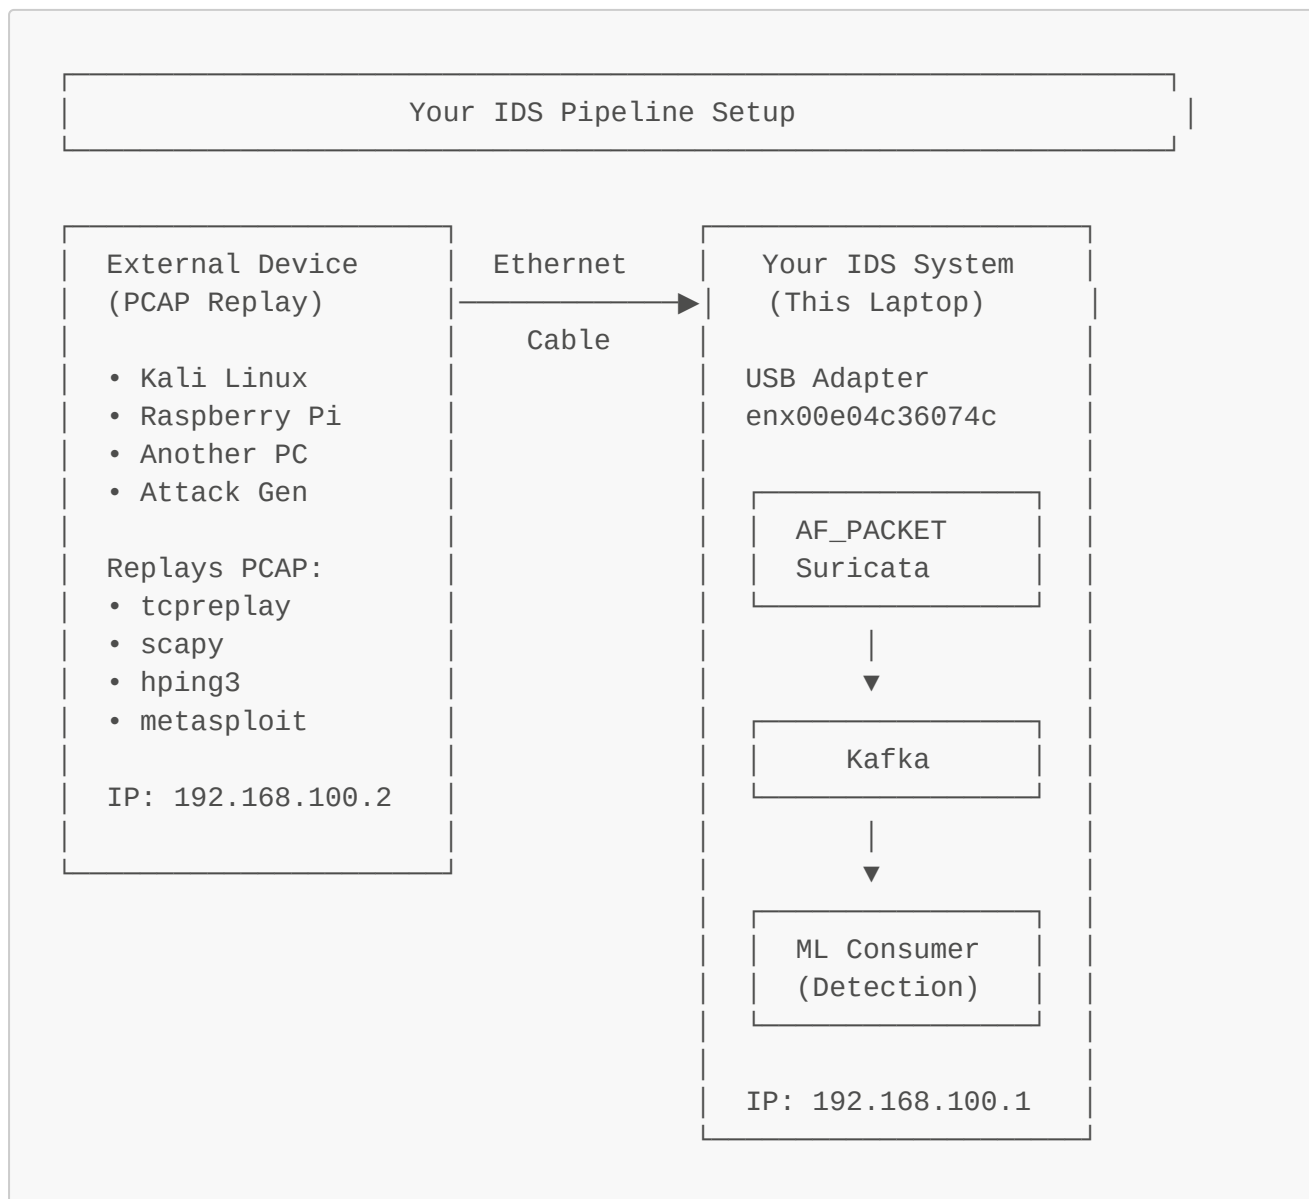 Your IDS Pipeline Setup
External Device
(PCAP Replay)
• Kali Linux
• Raspberry Pi
• Another PC
• Attack Gen
Replays PCAP:
• tcpreplay
• scapy
• hping3
• metasploit
IP: 192.168.100.2
Ethernet
Cable
Your IDS System
(This Laptop)
USB Adapter
enx00e04c36074c
AF_PACKET
Suricata
Kafka
ML Consumer
(Detection)
IP: 192.168.100.1